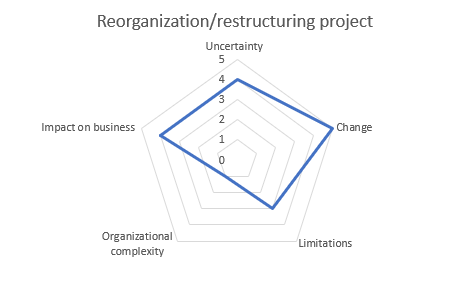 Reorganization/restructuring project
Uncertainty
5
4
3
2
1
0
Impact on business
Change
Organizational
complexity
Limitations